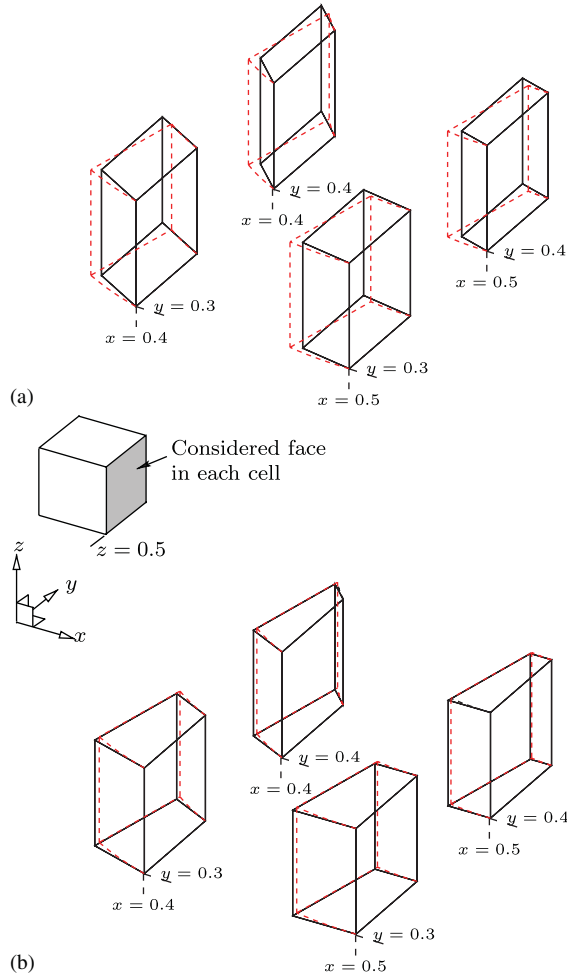 y = 0.4
x = 0.4
y = 0.4
x = 0.5
y = 0.3
x = 0.4
y = 0.3
x = 0.5
(a)
Considered face
in each cell
z = 0.5
z
y
x
y = 0.4
x = 0.4
y = 0.4
x = 0.5
y = 0.3
x = 0.4
y = 0.3
x = 0.5
(b)